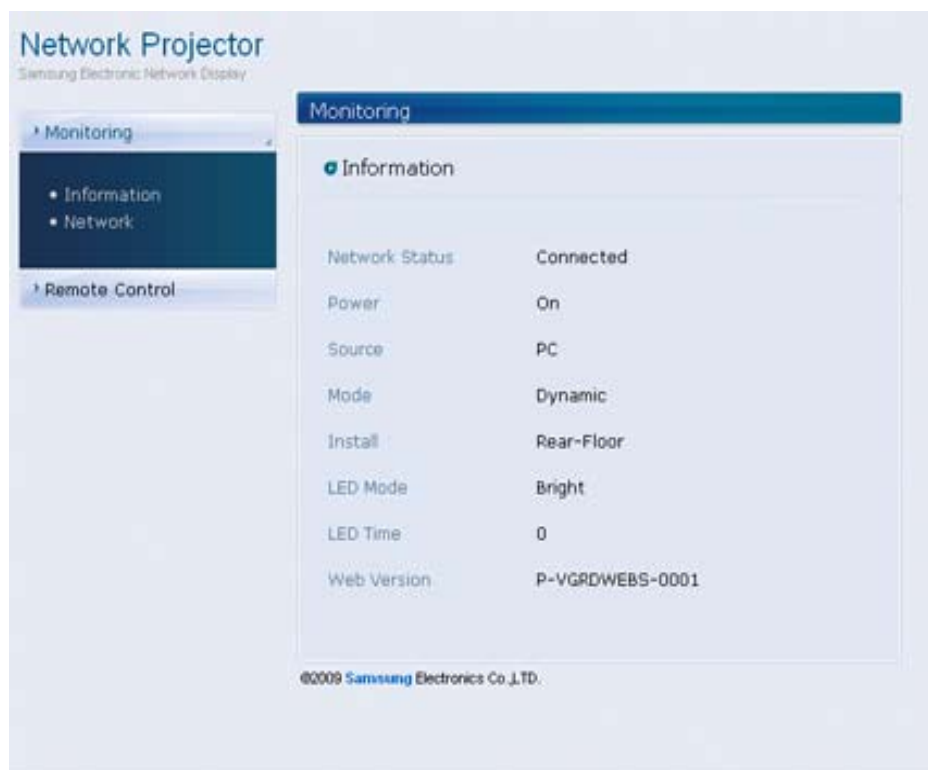 Network Projector
Samsung Electronic Network Display
Monitoring
Information
Network
Remote Control
Monitoring
Information
Network Status Connected
Power On
Source PC
Mode Dynamic
Install Rear-Floor
LED Mode Bright
LED Time 0
Web Version P-VGRDWEBS-0001
©2009 Samsung Electronics Co.,LTD.